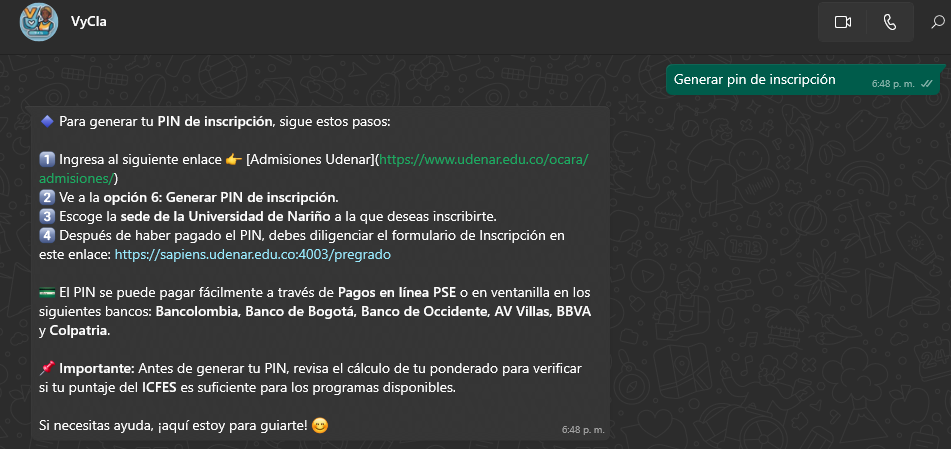 VyCla
Generar pin de inscripción
6:48 p. m.
🔹 Para generar tu PIN de inscripción, sigue estos pasos:
1️⃣ Ingresa al siguiente enlace 👉 [Admisiones Udenar](https://www.udenar.edu.co/ocara/
admisiones/)
2️⃣ Ve a la opción 6: Generar PIN de inscripción.
3️⃣ Escoge la sede de la Universidad de Nariño a la que deseas inscribirte.
4️⃣ Después de haber pagado el PIN, debes diligenciar el formulario de Inscripción en
este enlace: https://sapiens.udenar.edu.co:4003/pregrado
💳 El PIN se puede pagar fácilmente a través de Pagos en línea PSE o en ventanilla en los
siguientes bancos: Bancolombia, Banco de Bogotá, Banco de Occidente, AV Villas, BBVA
y Colpatria.
📌 Importante: Antes de generar tu PIN, revisa el cálculo de tu ponderado para verificar
si tu puntaje del ICFES es suficiente para los programas disponibles.
Si necesitas ayuda, ¡aquí estoy para guiarte! 😊
6:48 p. m.